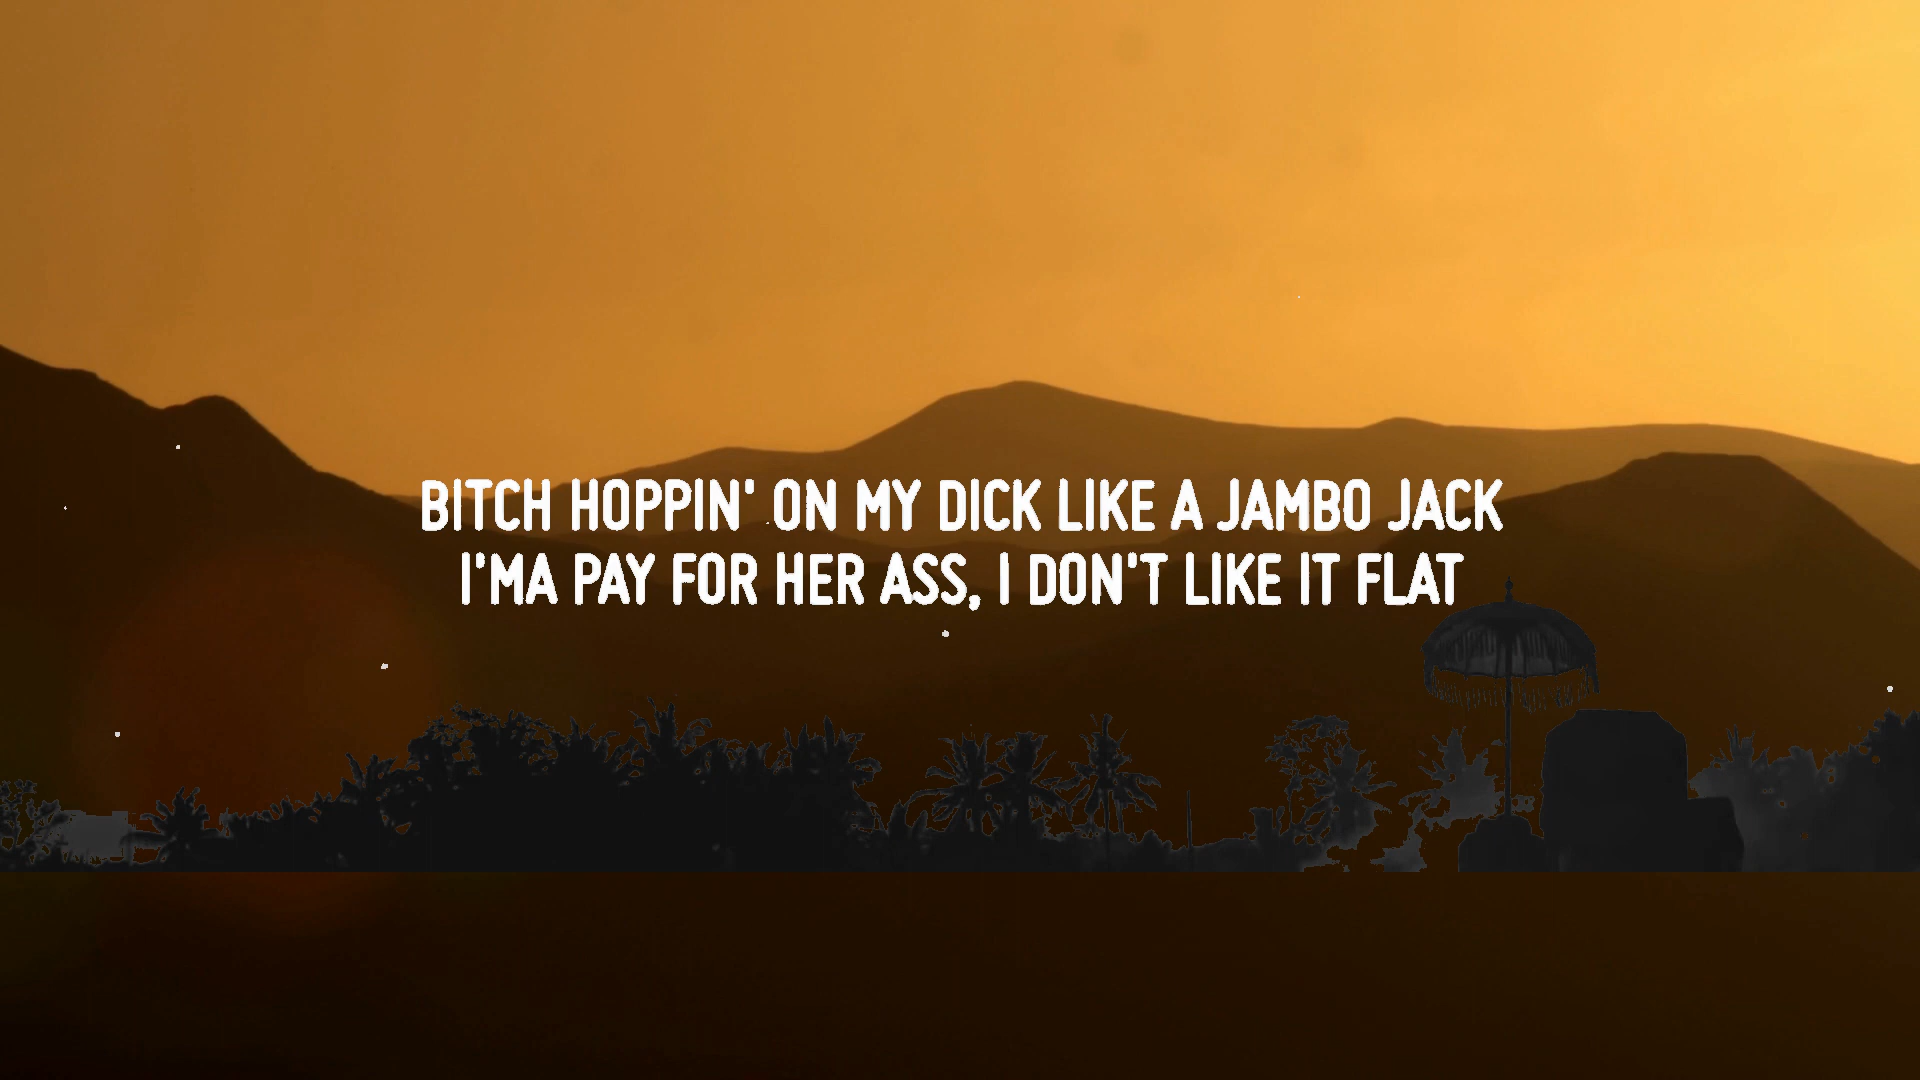 BITCH HOPPIN' ON MY DICK LIKE A JAMBO JACK
I'MA PAY FOR HER ASS, I DON'T LIKE IT FLAT